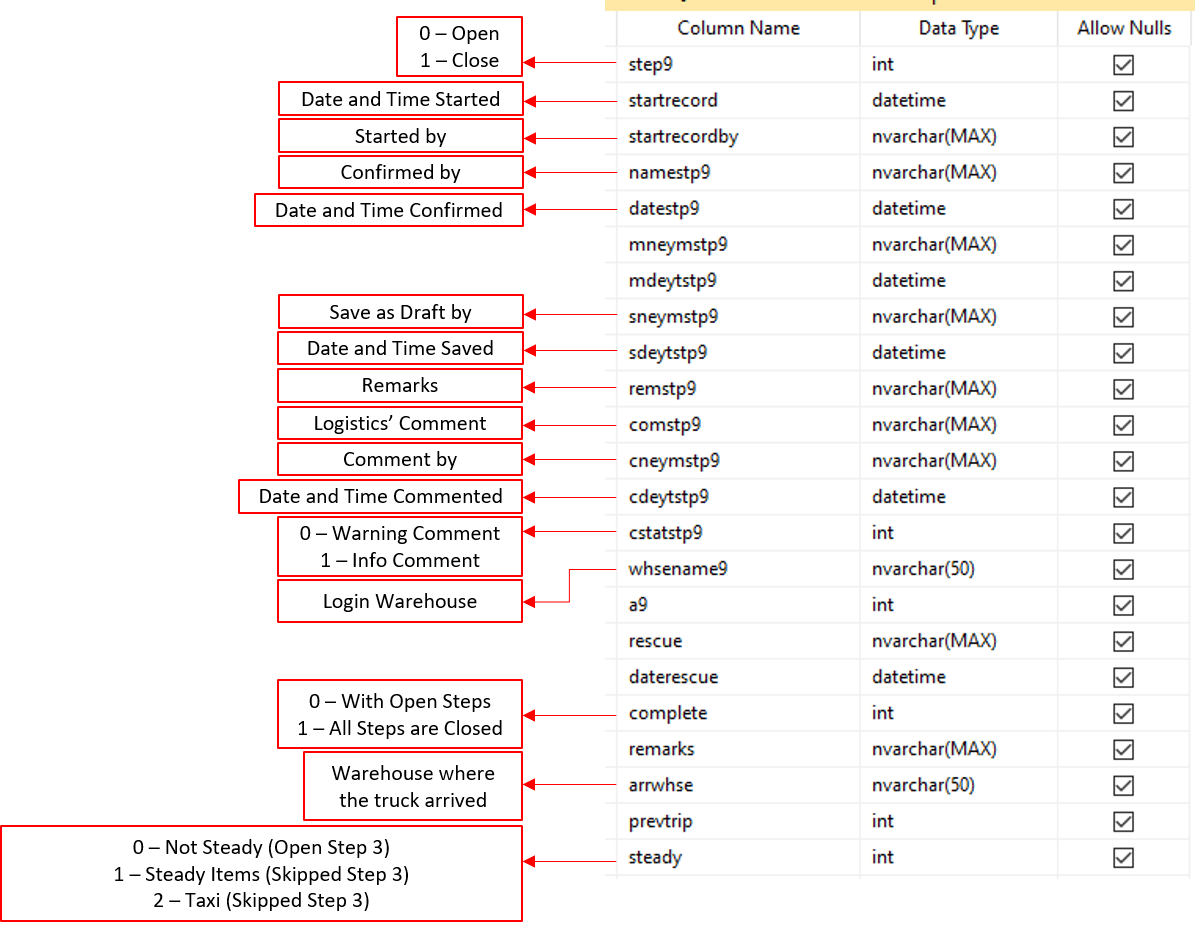 Column Name Data Type Allow Nulls
0 – Open
1 – Close
step9 int
Date and Time Started startrecord datetime
Started by startrecordby nvarchar(MAX)
Confirmed by namestp9 nvarchar(MAX)
Date and Time Confirmed datestp9 datetime
mneymstp9 nvarchar(MAX)
mdeytstp9 datetime
Save as Draft by sneymstp9 nvarchar(MAX)
Date and Time Saved sdeytstp9 datetime
Remarks remstp9 nvarchar(MAX)
Logistics’ Comment comstp9 nvarchar(MAX)
Comment by cneymstp9 nvarchar(MAX)
Date and Time Commented cdeytstp9 datetime
0 – Warning Comment cstatstp9 int
1 – Info Comment
whsename9 nvarchar(50)
Login Warehouse a9 int
rescue nvarchar(MAX)
daterescue datetime
0 – With Open Steps complete int
1 – All Steps are Closed
remarks nvarchar(MAX)
Warehouse where arrwhse nvarchar(50)
the truck arrived
prevtrip int
0 – Not Steady (Open Step 3) steady int
1 – Steady Items (Skipped Step 3)
2 – Taxi (Skipped Step 3)